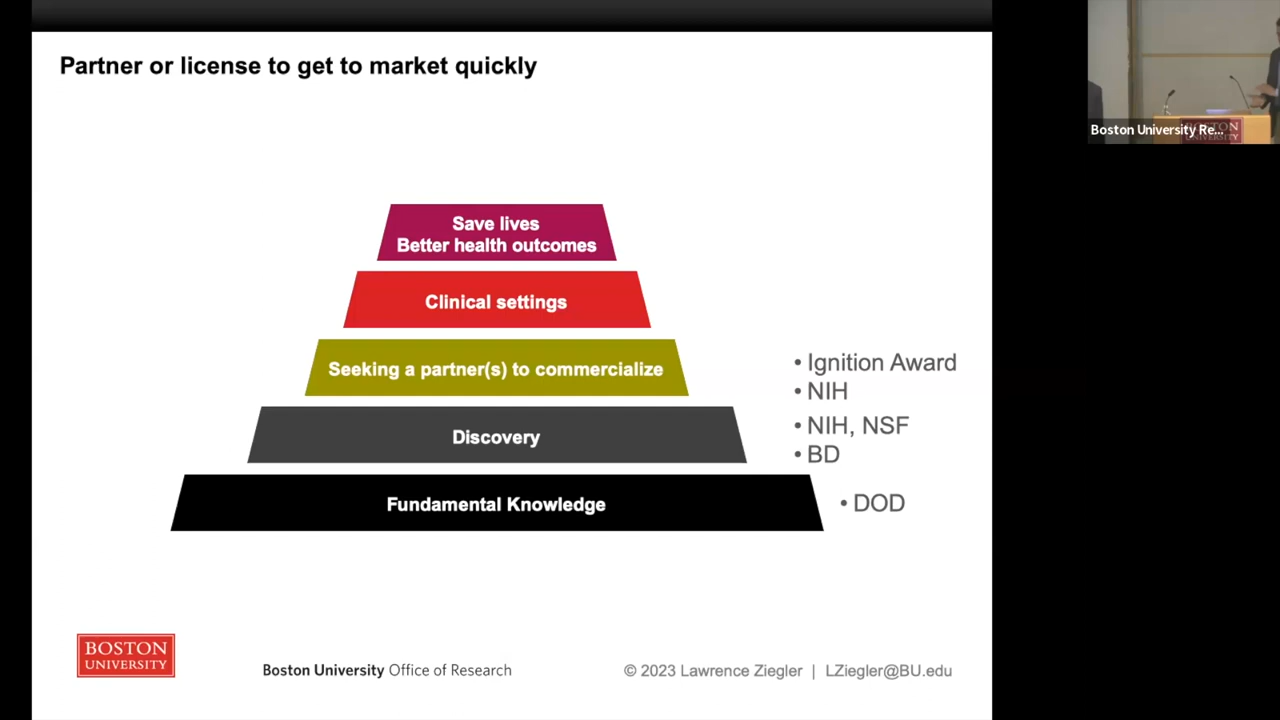 Partner or license to get to market quickly
Boston University Re...
Save lives
Better health outcomes
Clinical settings
Seeking a partner(s) to commercialize
• Ignition Award
• NIH
Discovery
• NIH, NSF
• BD
Fundamental Knowledge
• DOD
BOSTON
UNIVERSITY
Boston University Office of Research
© 2023 Lawrence Ziegler | LZiegler@BU.edu
BOSTON
UNIVERSITY